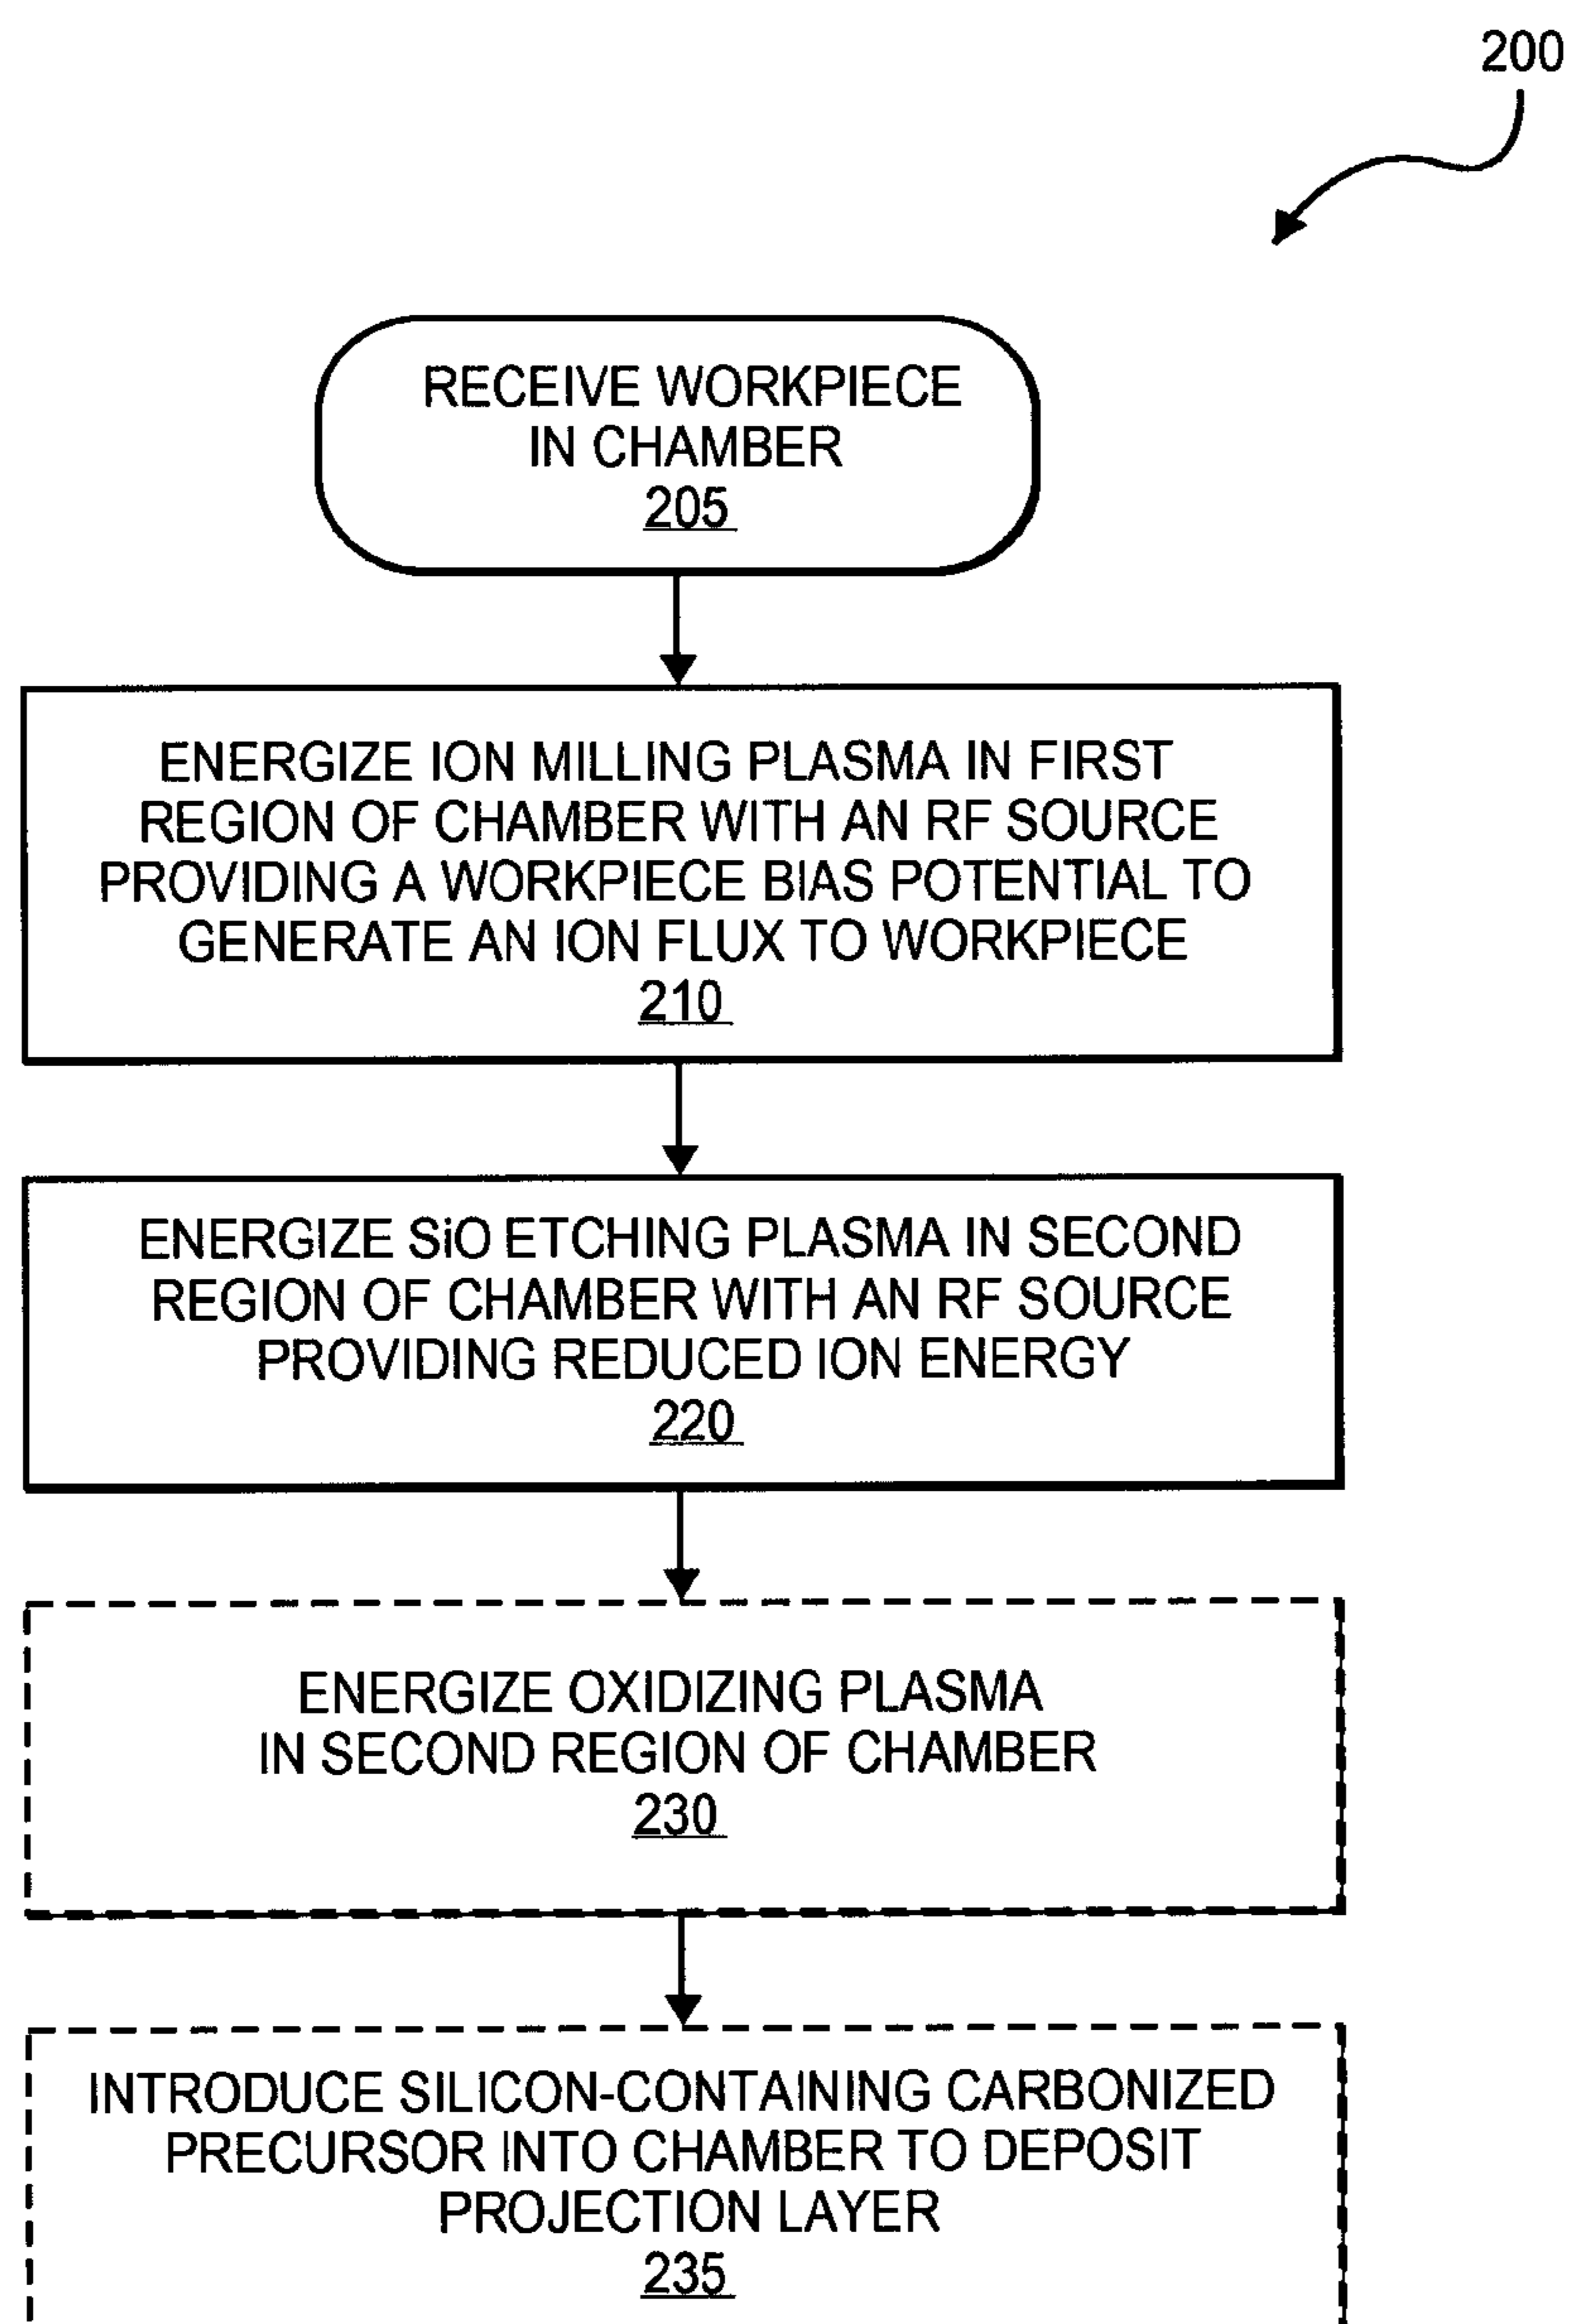 200
RECEIVE WORKPIECE
IN CHAMBER
205
ENERGIZE ION MILLING PLASMA IN FIRST
REGION OF CHAMBER WITH AN RF SOURCE
PROVIDING A WORKPIECE BIAS POTENTIAL TO
GENERATE AN ION FLUX TO WORKPIECE
210
ENERGIZE SiO ETCHING PLASMA IN SECOND
REGION OF CHAMBER WITH AN RF SOURCE
PROVIDING REDUCED ION ENERGY
220
ENERGIZE OXIDIZING PLASMA
IN SECOND REGION OF CHAMBER
230
INTRODUCE SILICON-CONTAINING CARBONIZED
PRECURSOR INTO CHAMBER TO DEPOSIT
PROJECTION LAYER
235